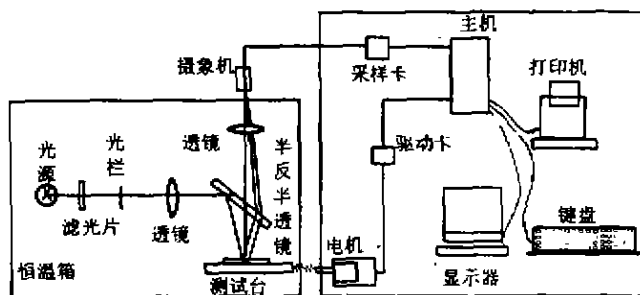 主机
摄象机
采样卡
打印机
透镜
半反半透镜
驱动卡
光源
光栏
滤光片
透镜
电机
键盘
恒温箱
测试台
显示器